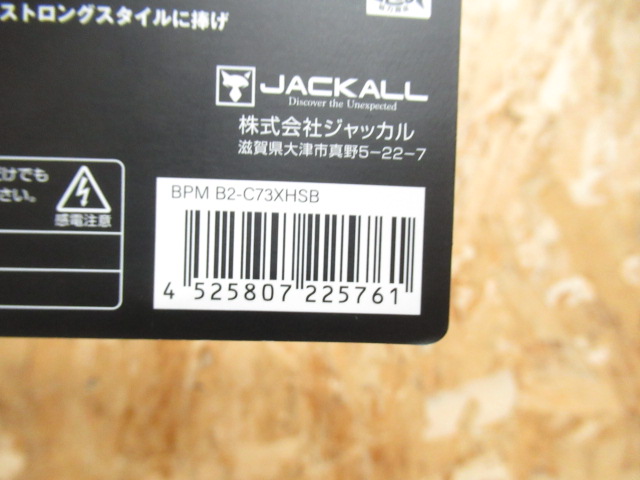 ストロングスタイルに捧げ
JACKALL
Discover the Unexpected
株式会社ジャッカル
滋賀県大津市真野5-22-7
だけでも
さい。
感電注意
BPM B2-C73XHSB
4 525807 225761